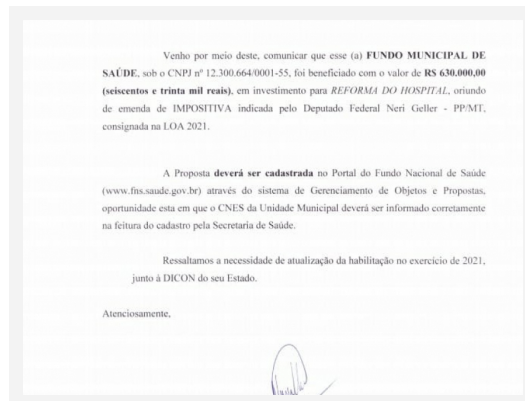 Venho por meio deste, comunicar que esse (a) FUNDO MUNICIPAL DE
SAÚDE, sob o CNPJ nº 12.300.664/0001-55, foi beneficiado com o valor de R$ 630.000,00
(seiscentos e trinta mil reais), em investimento para REFORMA DO HOSPITAL, oriundo
de emenda de IMPOSITIVA indicada pelo Deputado Federal Neri Geller - PP/MT,
consignada na LOA 2021.
A Proposta deverá ser cadastrada no Portal do Fundo Nacional de Saúde
(www.fns.saude.gov.br) através do sistema de Gerenciamento de Objetos e Propostas,
oportunidade esta em que o CNES da Unidade Municipal deverá ser informado corretamente
na feitura do cadastro pela Secretaria de Saúde.
Ressaltamos a necessidade de atualização da habilitação no exercício de 2021,
junto à DICON do seu Estado.
Atenciosamente,